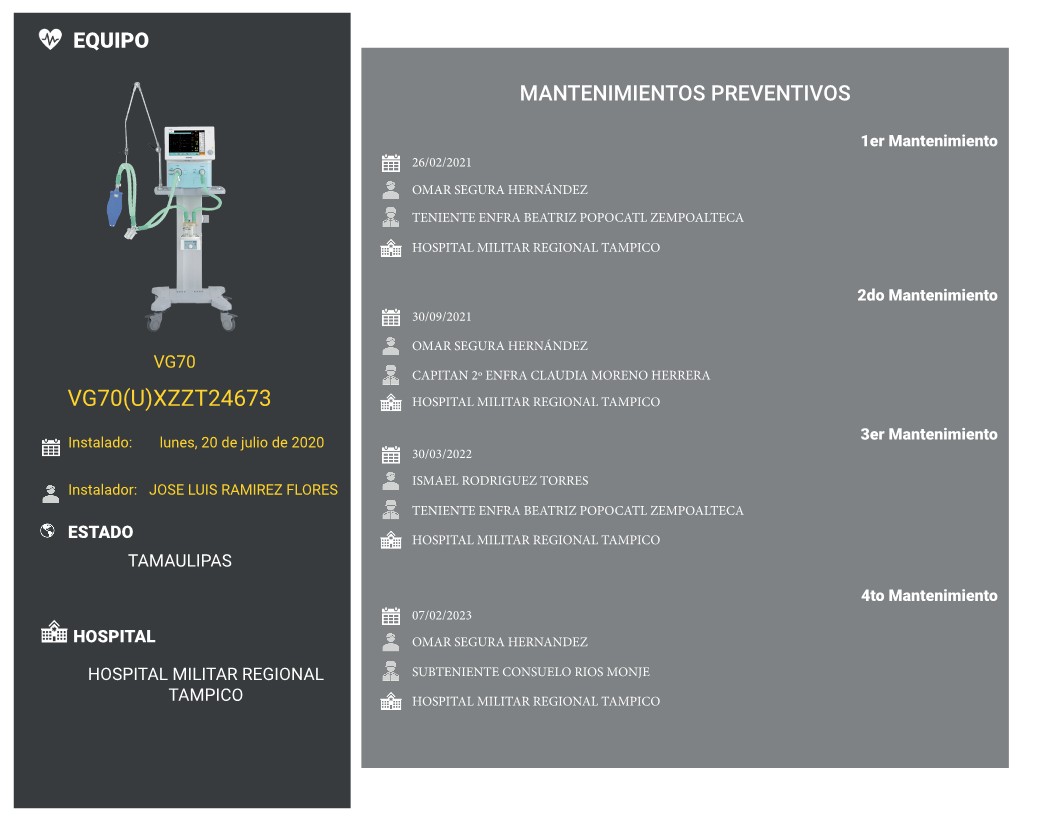 EQUIPO
VG70
VG70(U)XZZT24673
Instalado: lunes, 20 de julio de 2020
Instalador: JOSE LUIS RAMIREZ FLORES
ESTADO
TAMAULIPAS
HOSPITAL
HOSPITAL MILITAR REGIONAL
TAMPICO
MANTENIMIENTOS PREVENTIVOS
1er Mantenimiento
26/02/2021
OMAR SEGURA HERNÁNDEZ
TENIENTE ENFRA BEATRIZ POPOCATL ZEMPOALTECA
HOSPITAL MILITAR REGIONAL TAMPICO
2do Mantenimiento
30/09/2021
OMAR SEGURA HERNÁNDEZ
CAPITAN 2º ENFRA CLAUDIA MORENO HERRERA
HOSPITAL MILITAR REGIONAL TAMPICO
3er Mantenimiento
30/03/2022
ISMAEL RODRIGUEZ TORRES
TENIENTE ENFRA BEATRIZ POPOCATL ZEMPOALTECA
HOSPITAL MILITAR REGIONAL TAMPICO
4to Mantenimiento
07/02/2023
OMAR SEGURA HERNANDEZ
SUBTENIENTE CONSUELO RIOS MONJE
HOSPITAL MILITAR REGIONAL TAMPICO